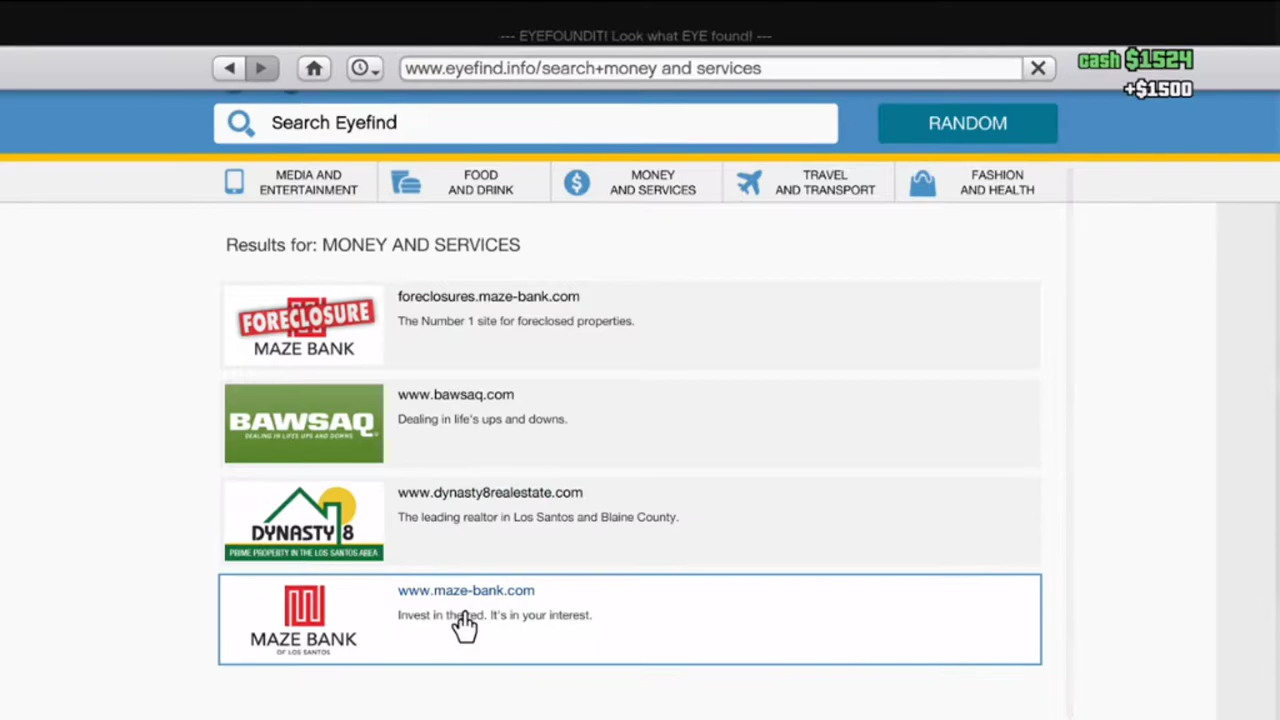 --- EYEFOUNDIT! Look what EYE found! ---
www.eyefind.info/search+money and services
cash $1524
+$1500
Search Eyefind
RANDOM
MEDIA AND
ENTERTAINMENT
FOOD
AND DRINK
MONEY
AND SERVICES
TRAVEL
AND TRANSPORT
FASHION
AND HEALTH
Results for: MONEY AND SERVICES
FORECLOSURE
MAZE BANK
foreclosures.maze-bank.com
The Number 1 site for foreclosed properties.
BAWSAQ
DEALING IN LIFE'S UPS AND DOWNS
www.bawsaq.com
Dealing in life's ups and downs.
DYNASTY 8
PRIME PROPERTY IN THE LOS SANTOS AREA
www.dynasty8realestate.com
The leading realtor in Los Santos and Blaine County.
MAZE BANK
OF LOS SANTOS
www.maze-bank.com
Invest in the red. It's in your interest.